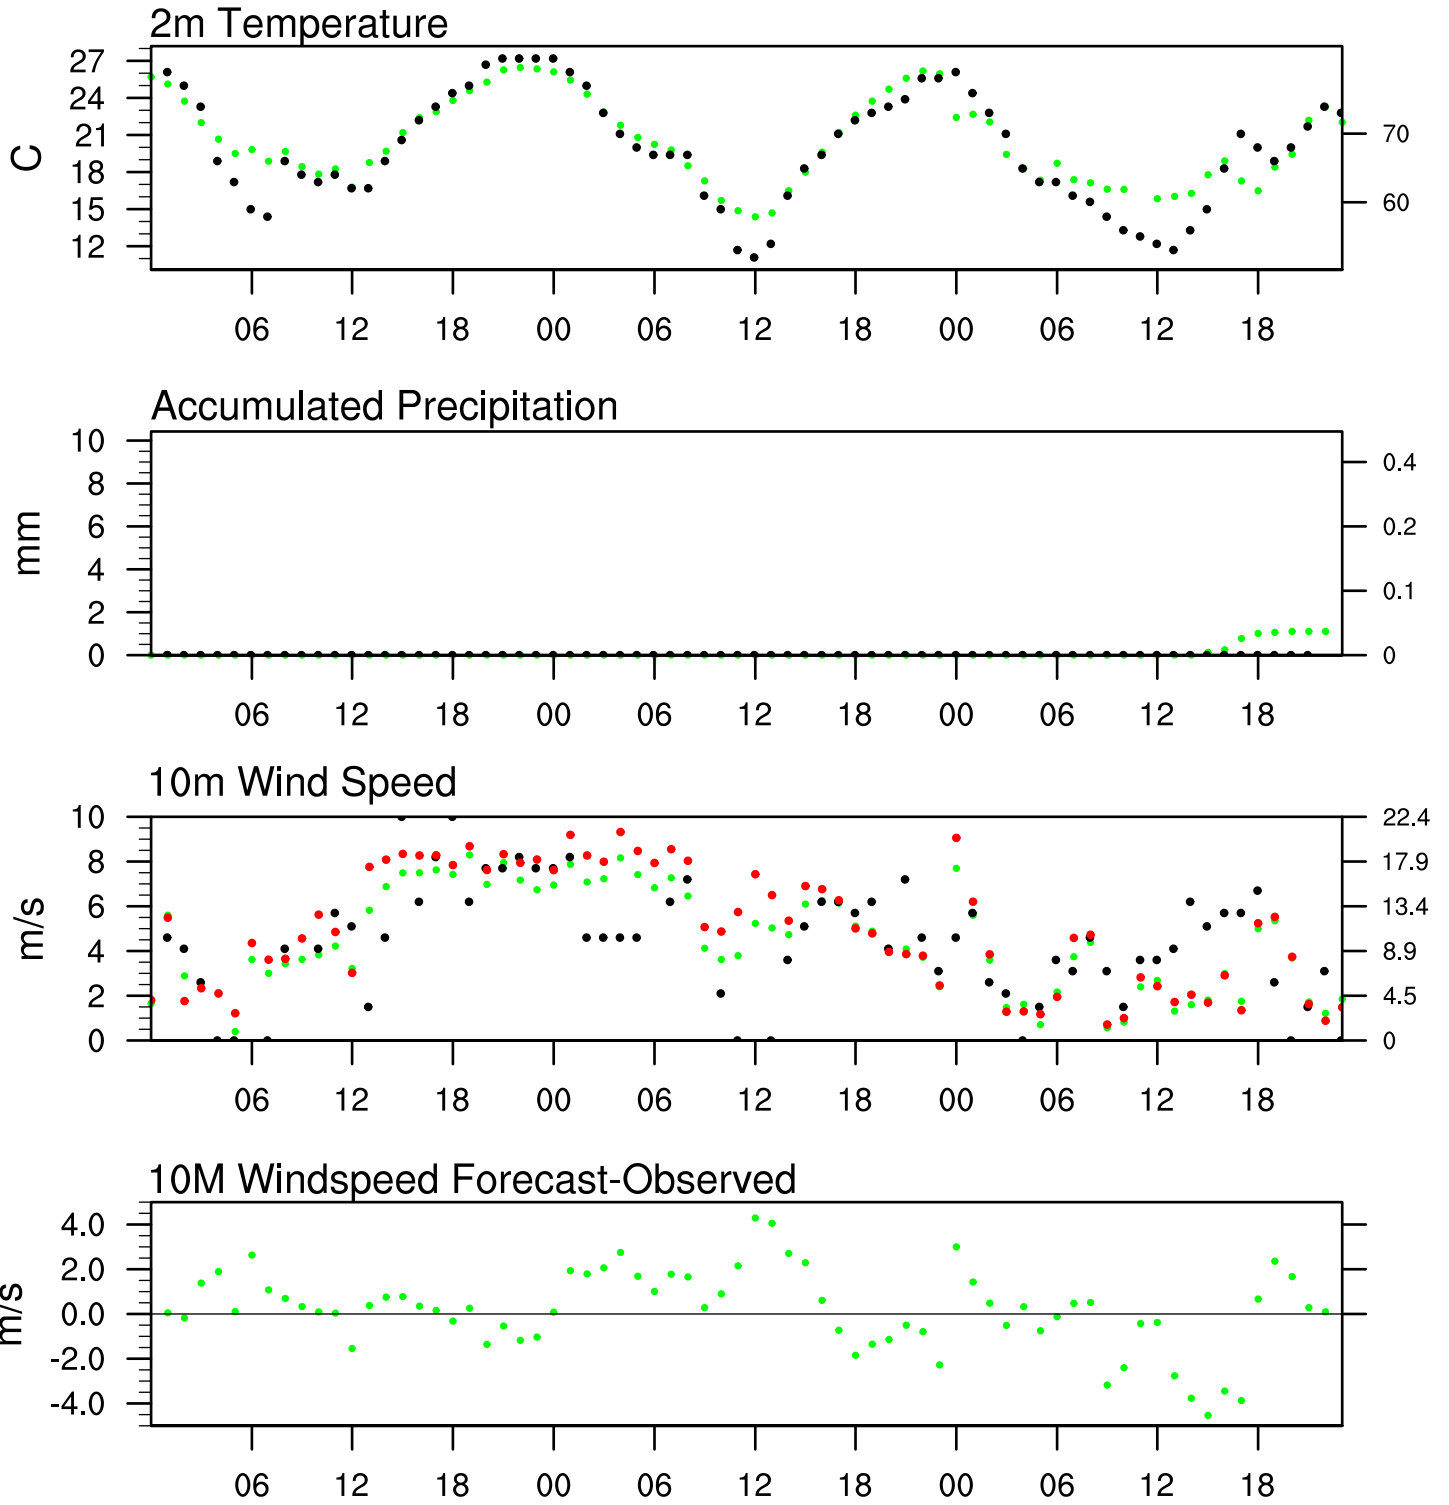 2m Temperature
27
24
21
18
15
12
C
70
60
06 12 18 00 06 12 18 00 06 12 18
Accumulated Precipitation
10
8
6
4
2
0
mm
0.4
0.2
0.1
0
06 12 18 00 06 12 18 00 06 12 18
10m Wind Speed
10
8
6
4
2
0
m/s
22.4
17.9
13.4
8.9
4.5
0
06 12 18 00 06 12 18 00 06 12 18
10M Windspeed Forecast-Observed
4.0
2.0
0.0
-2.0
-4.0
m/s
06 12 18 00 06 12 18 00 06 12 18